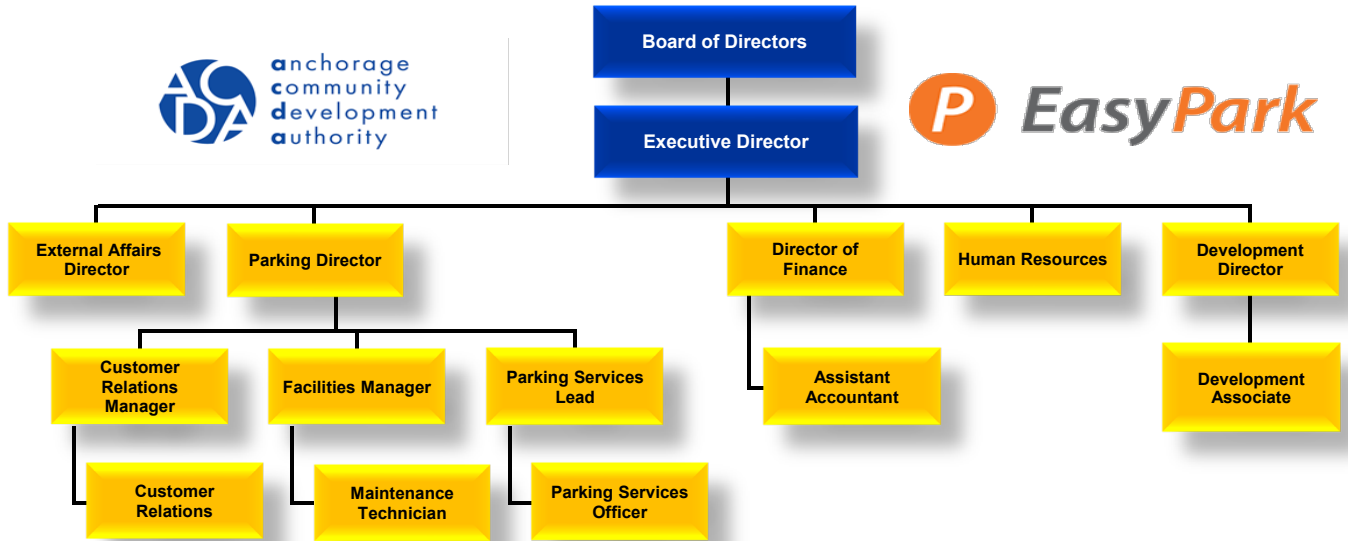 Board of Directors
ACDA
anchorage
community
development
authority
P EasyPark
Executive Director
External Affairs
Director
Parking Director
Director of
Finance
Human Resources
Development
Director
Customer
Relations
Manager
Facilities Manager
Parking Services
Lead
Assistant
Accountant
Development
Associate
Customer
Relations
Maintenance
Technician
Parking Services
Officer